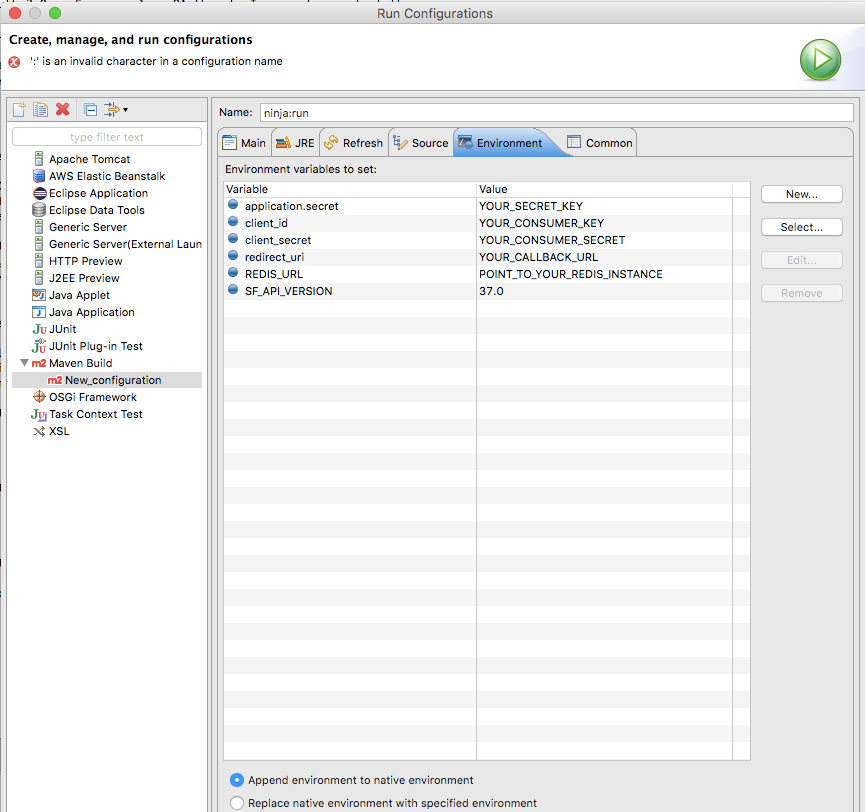 Run Configurations
Create, manage, and run configurations
':' is an invalid character in a configuration name
type filter text
Apache Tomcat
AWS Elastic Beanstalk
Eclipse Application
Eclipse Data Tools
Generic Server
Generic Server(External Laun
HTTP Preview
J2EE Preview
Java Applet
Java Application
JUnit
JUnit Plug-in Test
m2 Maven Build
m2 New_configuration
OSGi Framework
Task Context Test
XSL
Name: ninja:run
Main JRE Refresh Source Environment Common
Environment variables to set:
Variable Value
application.secret YOUR_SECRET_KEY
client_id YOUR_CONSUMER_KEY
client_secret YOUR_CONSUMER_SECRET
redirect_uri YOUR_CALLBACK_URL
REDIS_URL POINT_TO_YOUR_REDIS_INSTANCE
SF_API_VERSION 37.0
New...
Select...
Edit...
Remove
Append environment to native environment
Replace native environment with specified environment